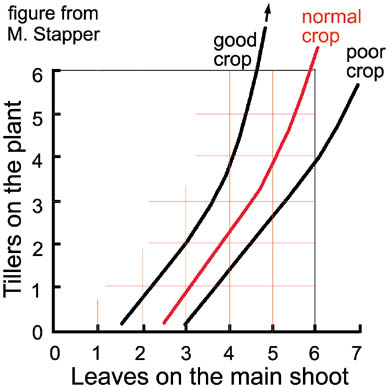 figure from
M. Stapper
good
crop
normal
crop
poor
crop
Tillers on the plant
6
5
4
3
2
1
0
0 1 2 3 4 5 6 7
Leaves on the main shoot